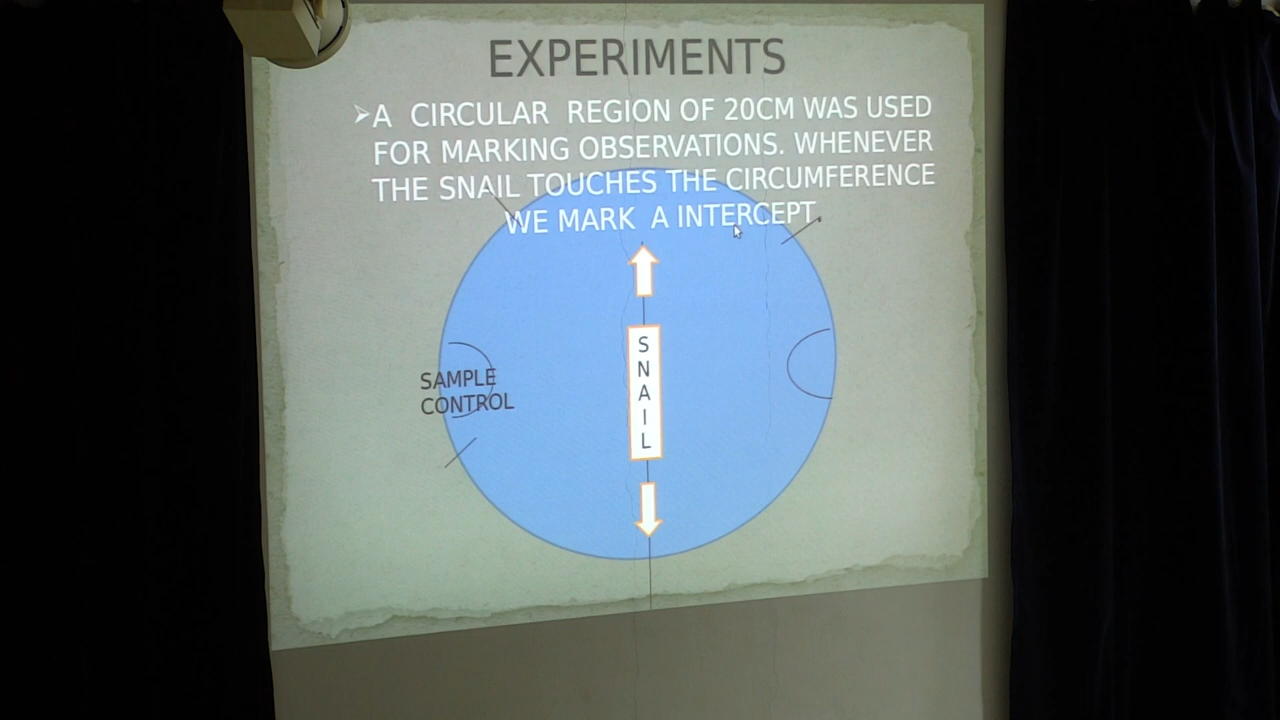 EXPERIMENTS
➢A CIRCULAR REGION OF 20CM WAS USED
FOR MARKING OBSERVATIONS. WHENEVER
THE SNAIL TOUCHES THE CIRCUMFERENCE
WE MARK A INTERCEPT.
SNAIL
SAMPLE
CONTROL